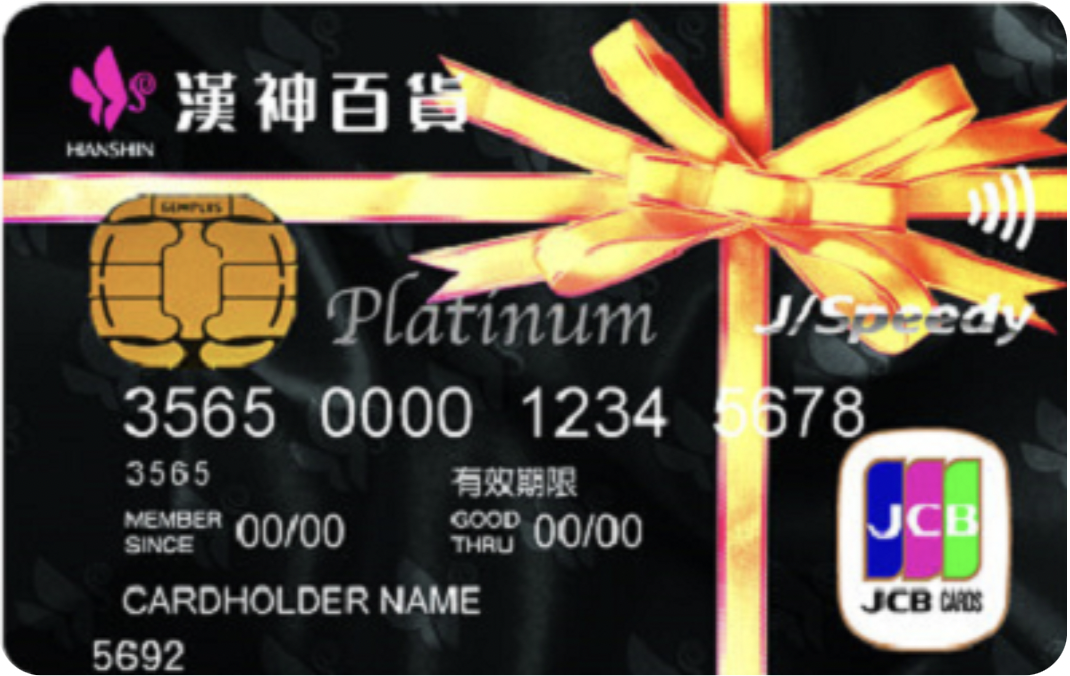 漢神百貨
HANSHIN
GEMPLUS
Platinum
J/Speedy
3565 0000 1234 5678
3565
有效期限
MEMBER SINCE 00/00
GOOD THRU 00/00
CARDHOLDER NAME
5692
JCB
JCB CARDS